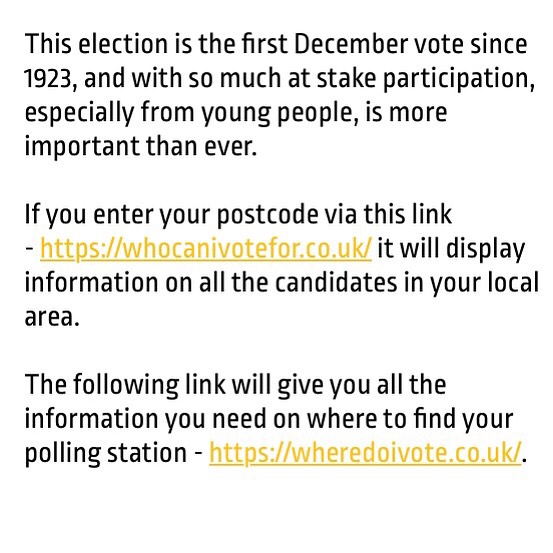 This election is the first December vote since
1923, and with so much at stake participation,
especially from young people, is more
important than ever.
If you enter your postcode via this link
- https://whocanivotefor.co.uk/ it will display
information on all the candidates in your local
area.
The following link will give you all the
information you need on where to find your
polling station - https://wheredoivote.co.uk/.